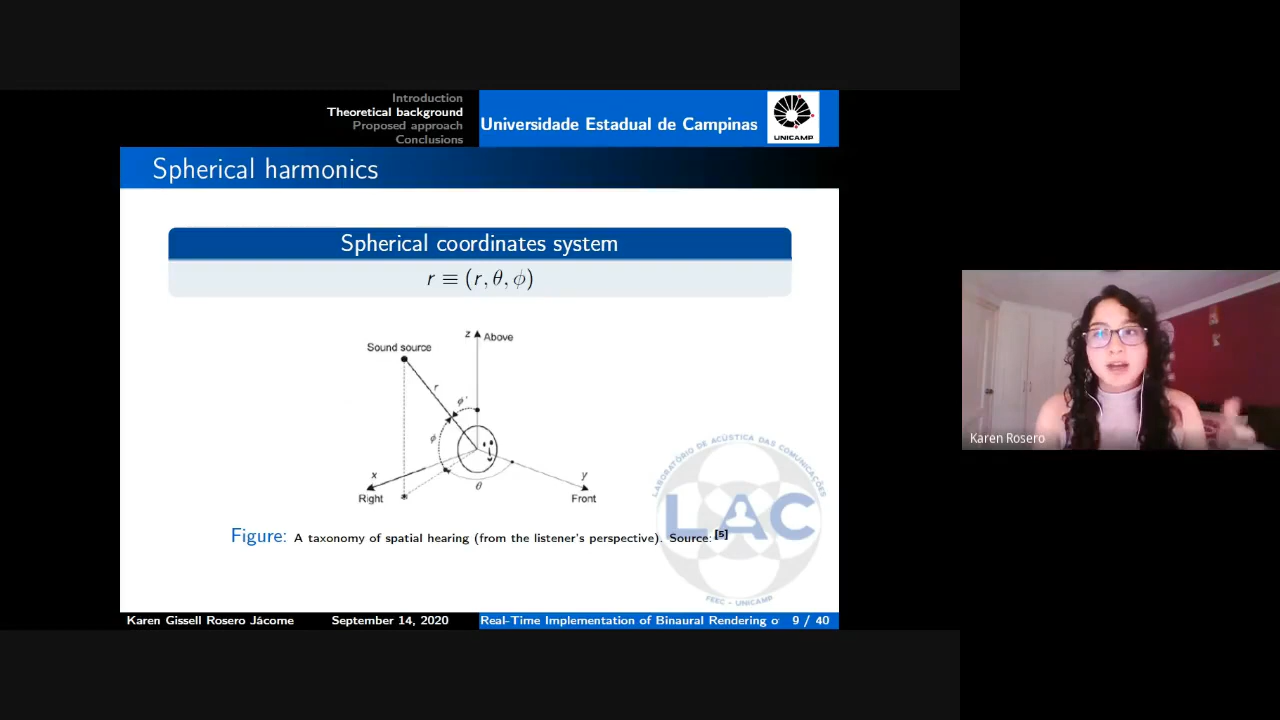 Introduction
Theoretical background
Proposed approach
Conclusions
Universidade Estadual de Campinas
UNICAMP
Spherical harmonics
Spherical coordinates system
r ≡ (r, θ, ϕ)
z Above
Sound source
r
ϕ'
ϕ
x
y
θ
Right
Front
LABORATÓRIO DE ACÚSTICA DAS COMUNICAÇÕES
LAC
FEEC - UNICAMP
Figure: A taxonomy of spatial hearing (from the listener's perspective). Source: [5]
Karen Gissell Rosero Jácome September 14, 2020 Real-Time Implementation of Binaural Rendering o 9 / 40
Karen Rosero